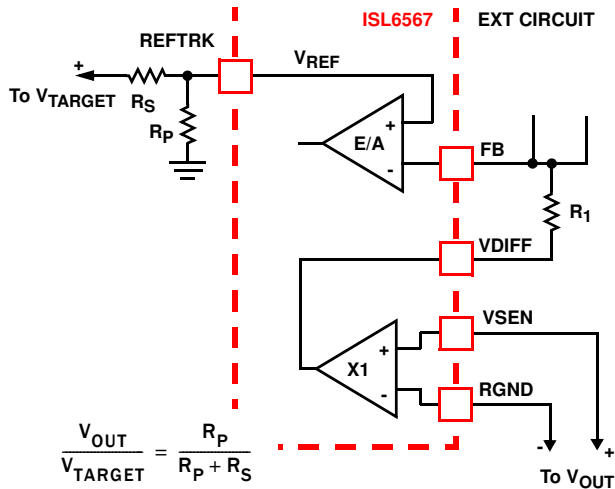 ISL6567
EXT CIRCUIT
REFTRK
+
To VTARGET
RS
RP
VREF
+
E/A
-
FB
R1
VDIFF
VSEN
+
X1
-
RGND
- +
To VOUT
VOUT / VTARGET = RP / (RP + RS)